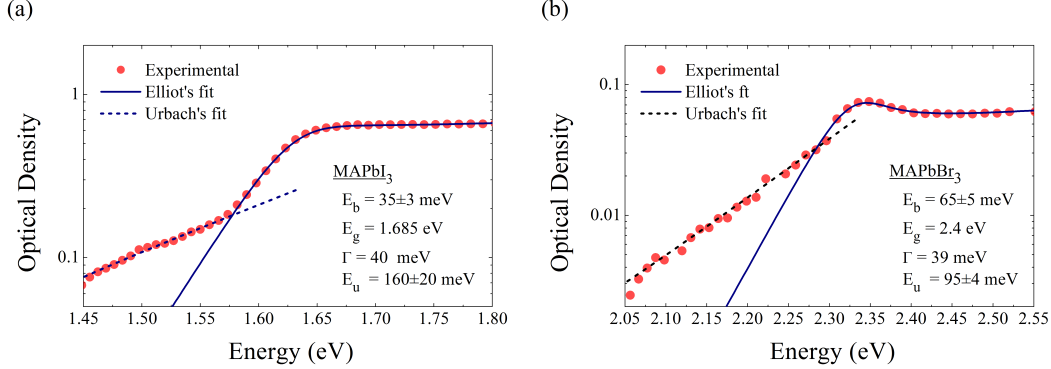 (a)
Optical Density
1
0.1
Experimental
Elliot's fit
Urbach's fit
MAPbI3
Eb = 35±3 meV
Eg = 1.685 eV
Γ = 40 meV
Eu = 160±20 meV
1.45 1.50 1.55 1.60 1.65 1.70 1.75 1.80
Energy (eV)
(b)
Optical Density
0.1
0.01
Experimental
Elliot's ft
Urbach's fit
MAPbBr3
Eb = 65±5 meV
Eg = 2.4 eV
Γ = 39 meV
Eu = 95±4 meV
2.05 2.10 2.15 2.20 2.25 2.30 2.35 2.40 2.45 2.50 2.55
Energy (eV)